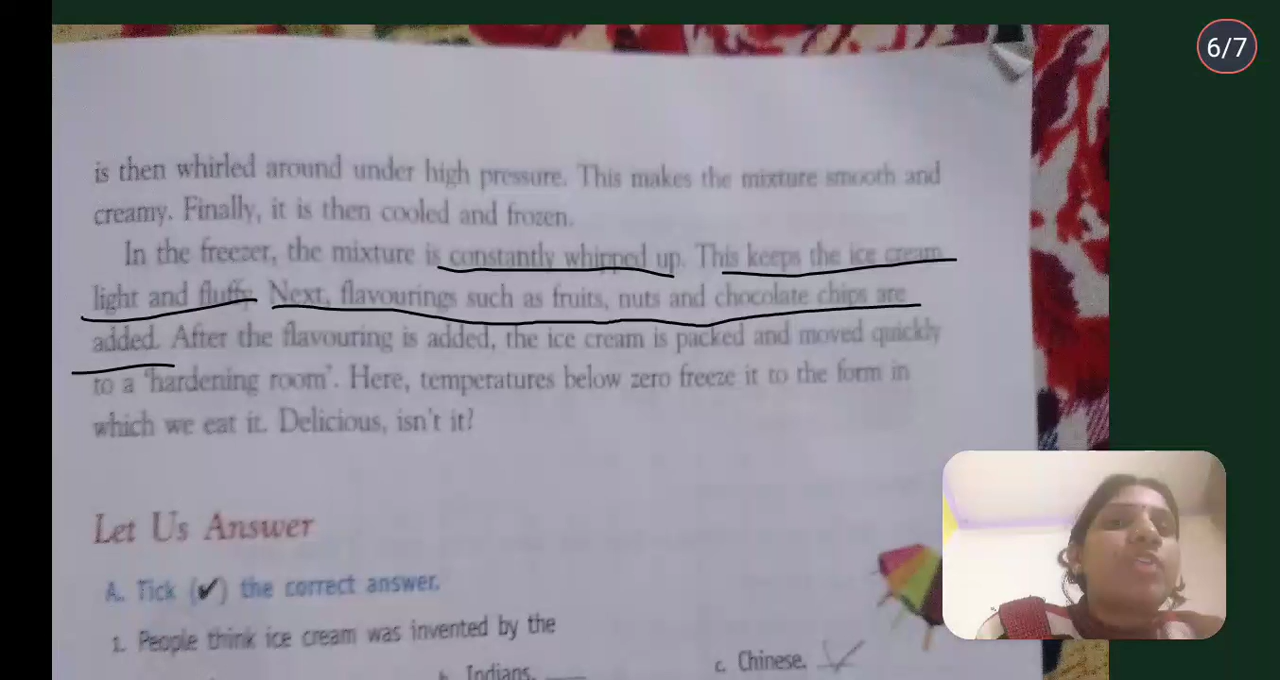 6/7
is then whirled around under high pressure. This makes the mixture smooth and
creamy. Finally, it is then cooled and frozen.
In the freezer, the mixture is constantly whipped up. This keeps the ice cream
light and fluffy. Next, flavourings such as fruits, nuts and chocolate chips are
added. After the flavouring is added, the ice cream is packed and moved quickly
to a 'hardening room'. Here, temperatures below zero freeze it to the form in
which we eat it. Delicious, isn't it?
Let Us Answer
A. Tick (✔) the correct answer.
1. People think ice cream was invented by the
b. Indians. c. Chinese. ✓